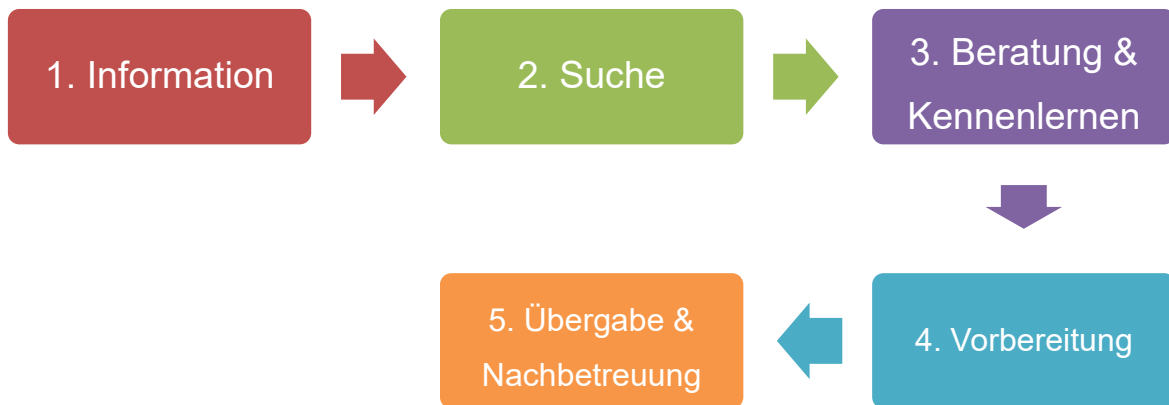 1. Information
2. Suche
3. Beratung &
Kennenlernen
4. Vorbereitung
5. Übergabe &
Nachbetreuung